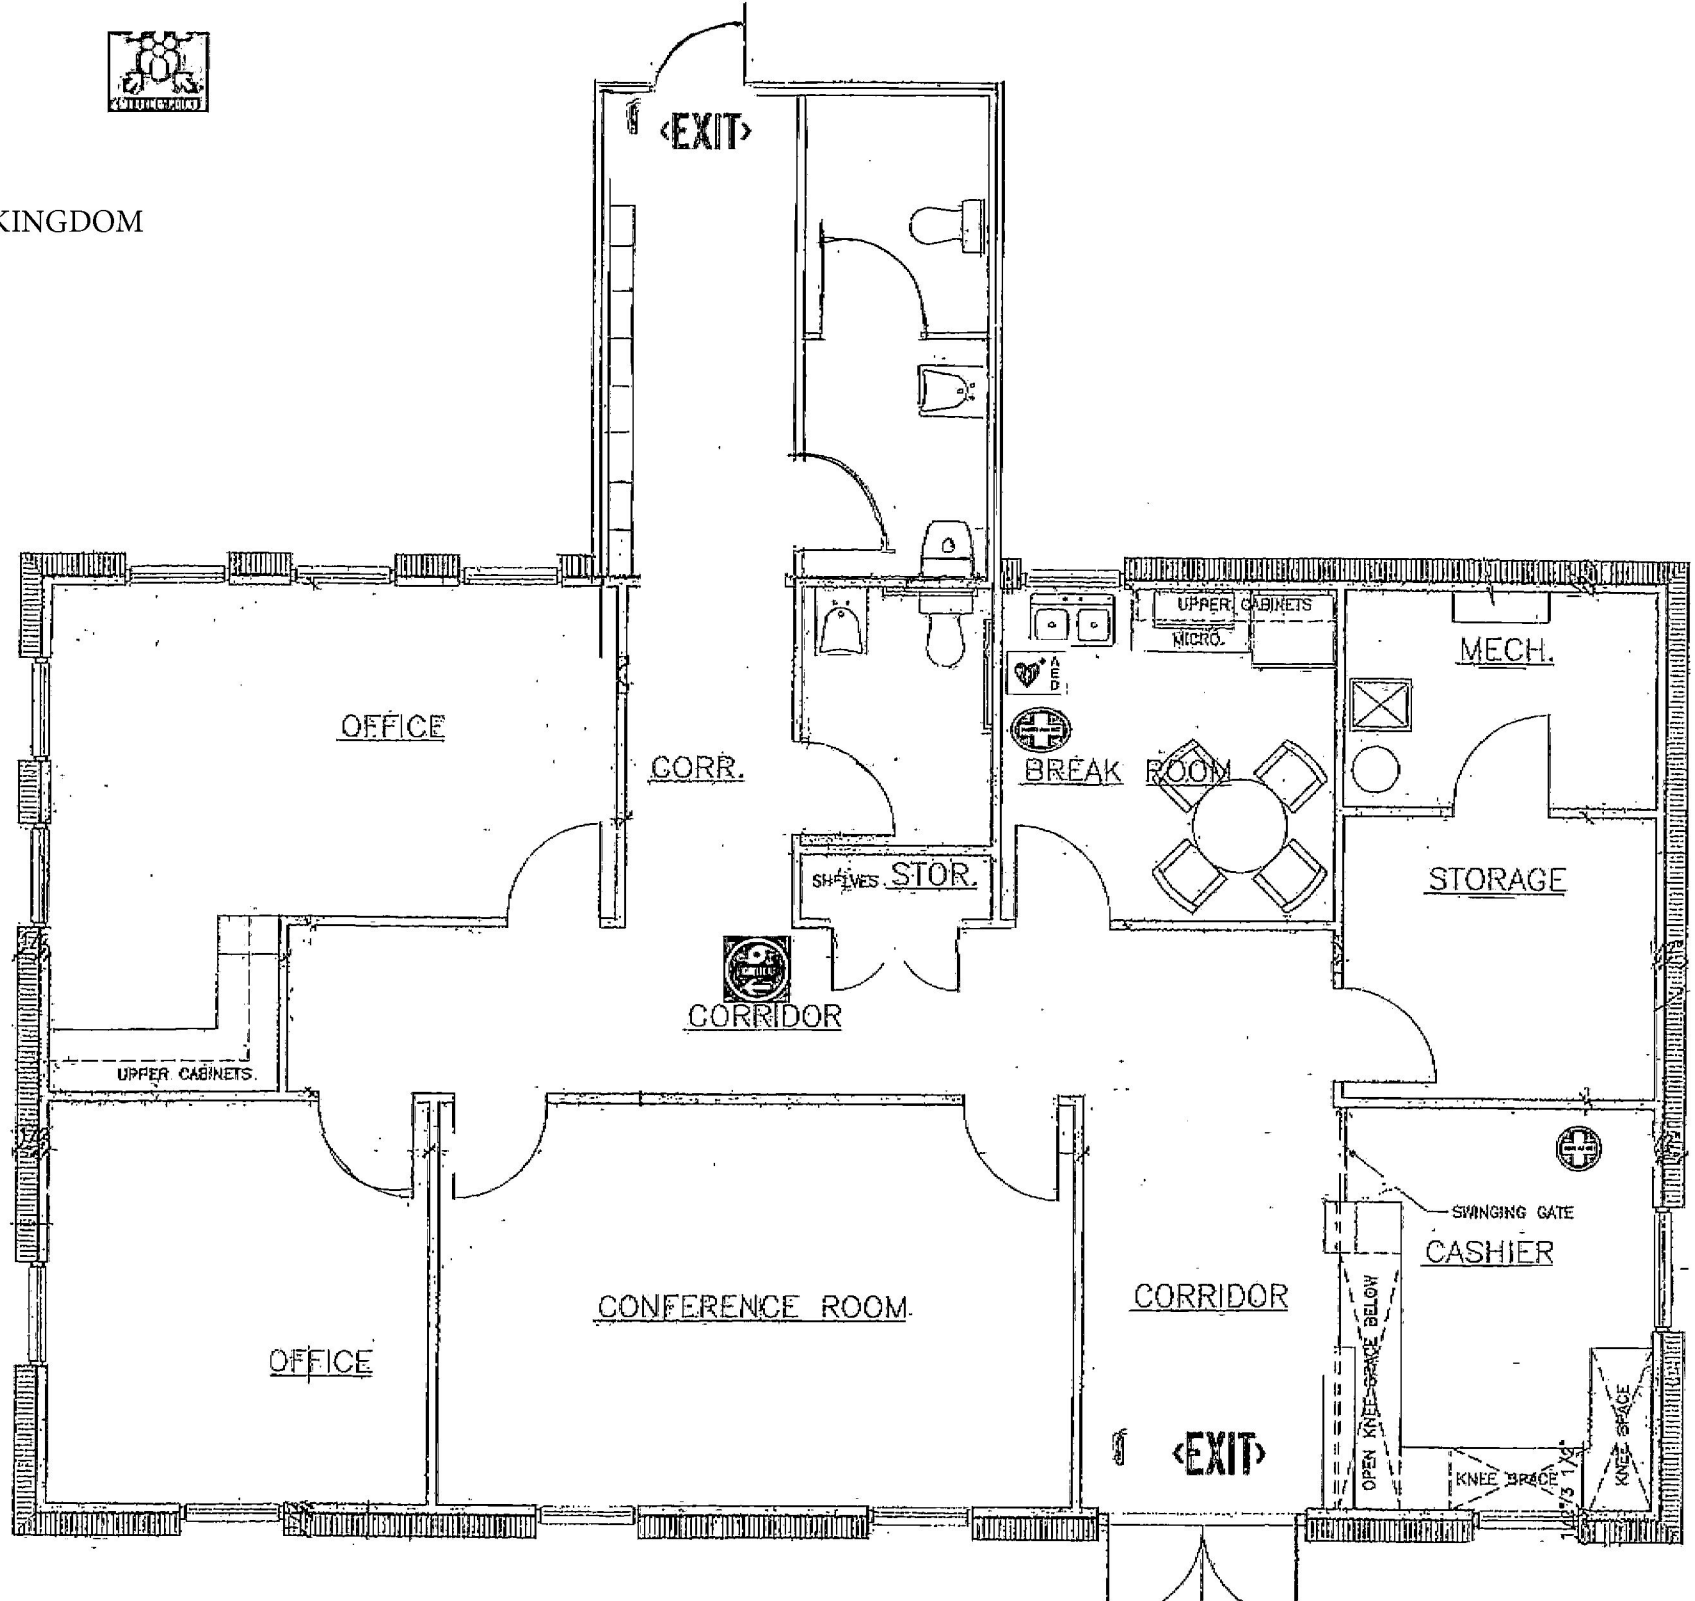 KINGDOM
<EXIT>
UPPER CABINETS
MICRO.
MECH.
AED
OFFICE
CORR.
BREAK ROOM
SHELVES
STOR.
STORAGE
CORRIDOR
UPPER CABINETS
SWINGING GATE
CASHIER
CORRIDOR
CONFERENCE ROOM
OFFICE
OPEN KNEE SPACE BELOW
KNEE SPACE
KNEE SPACE
<EXIT>